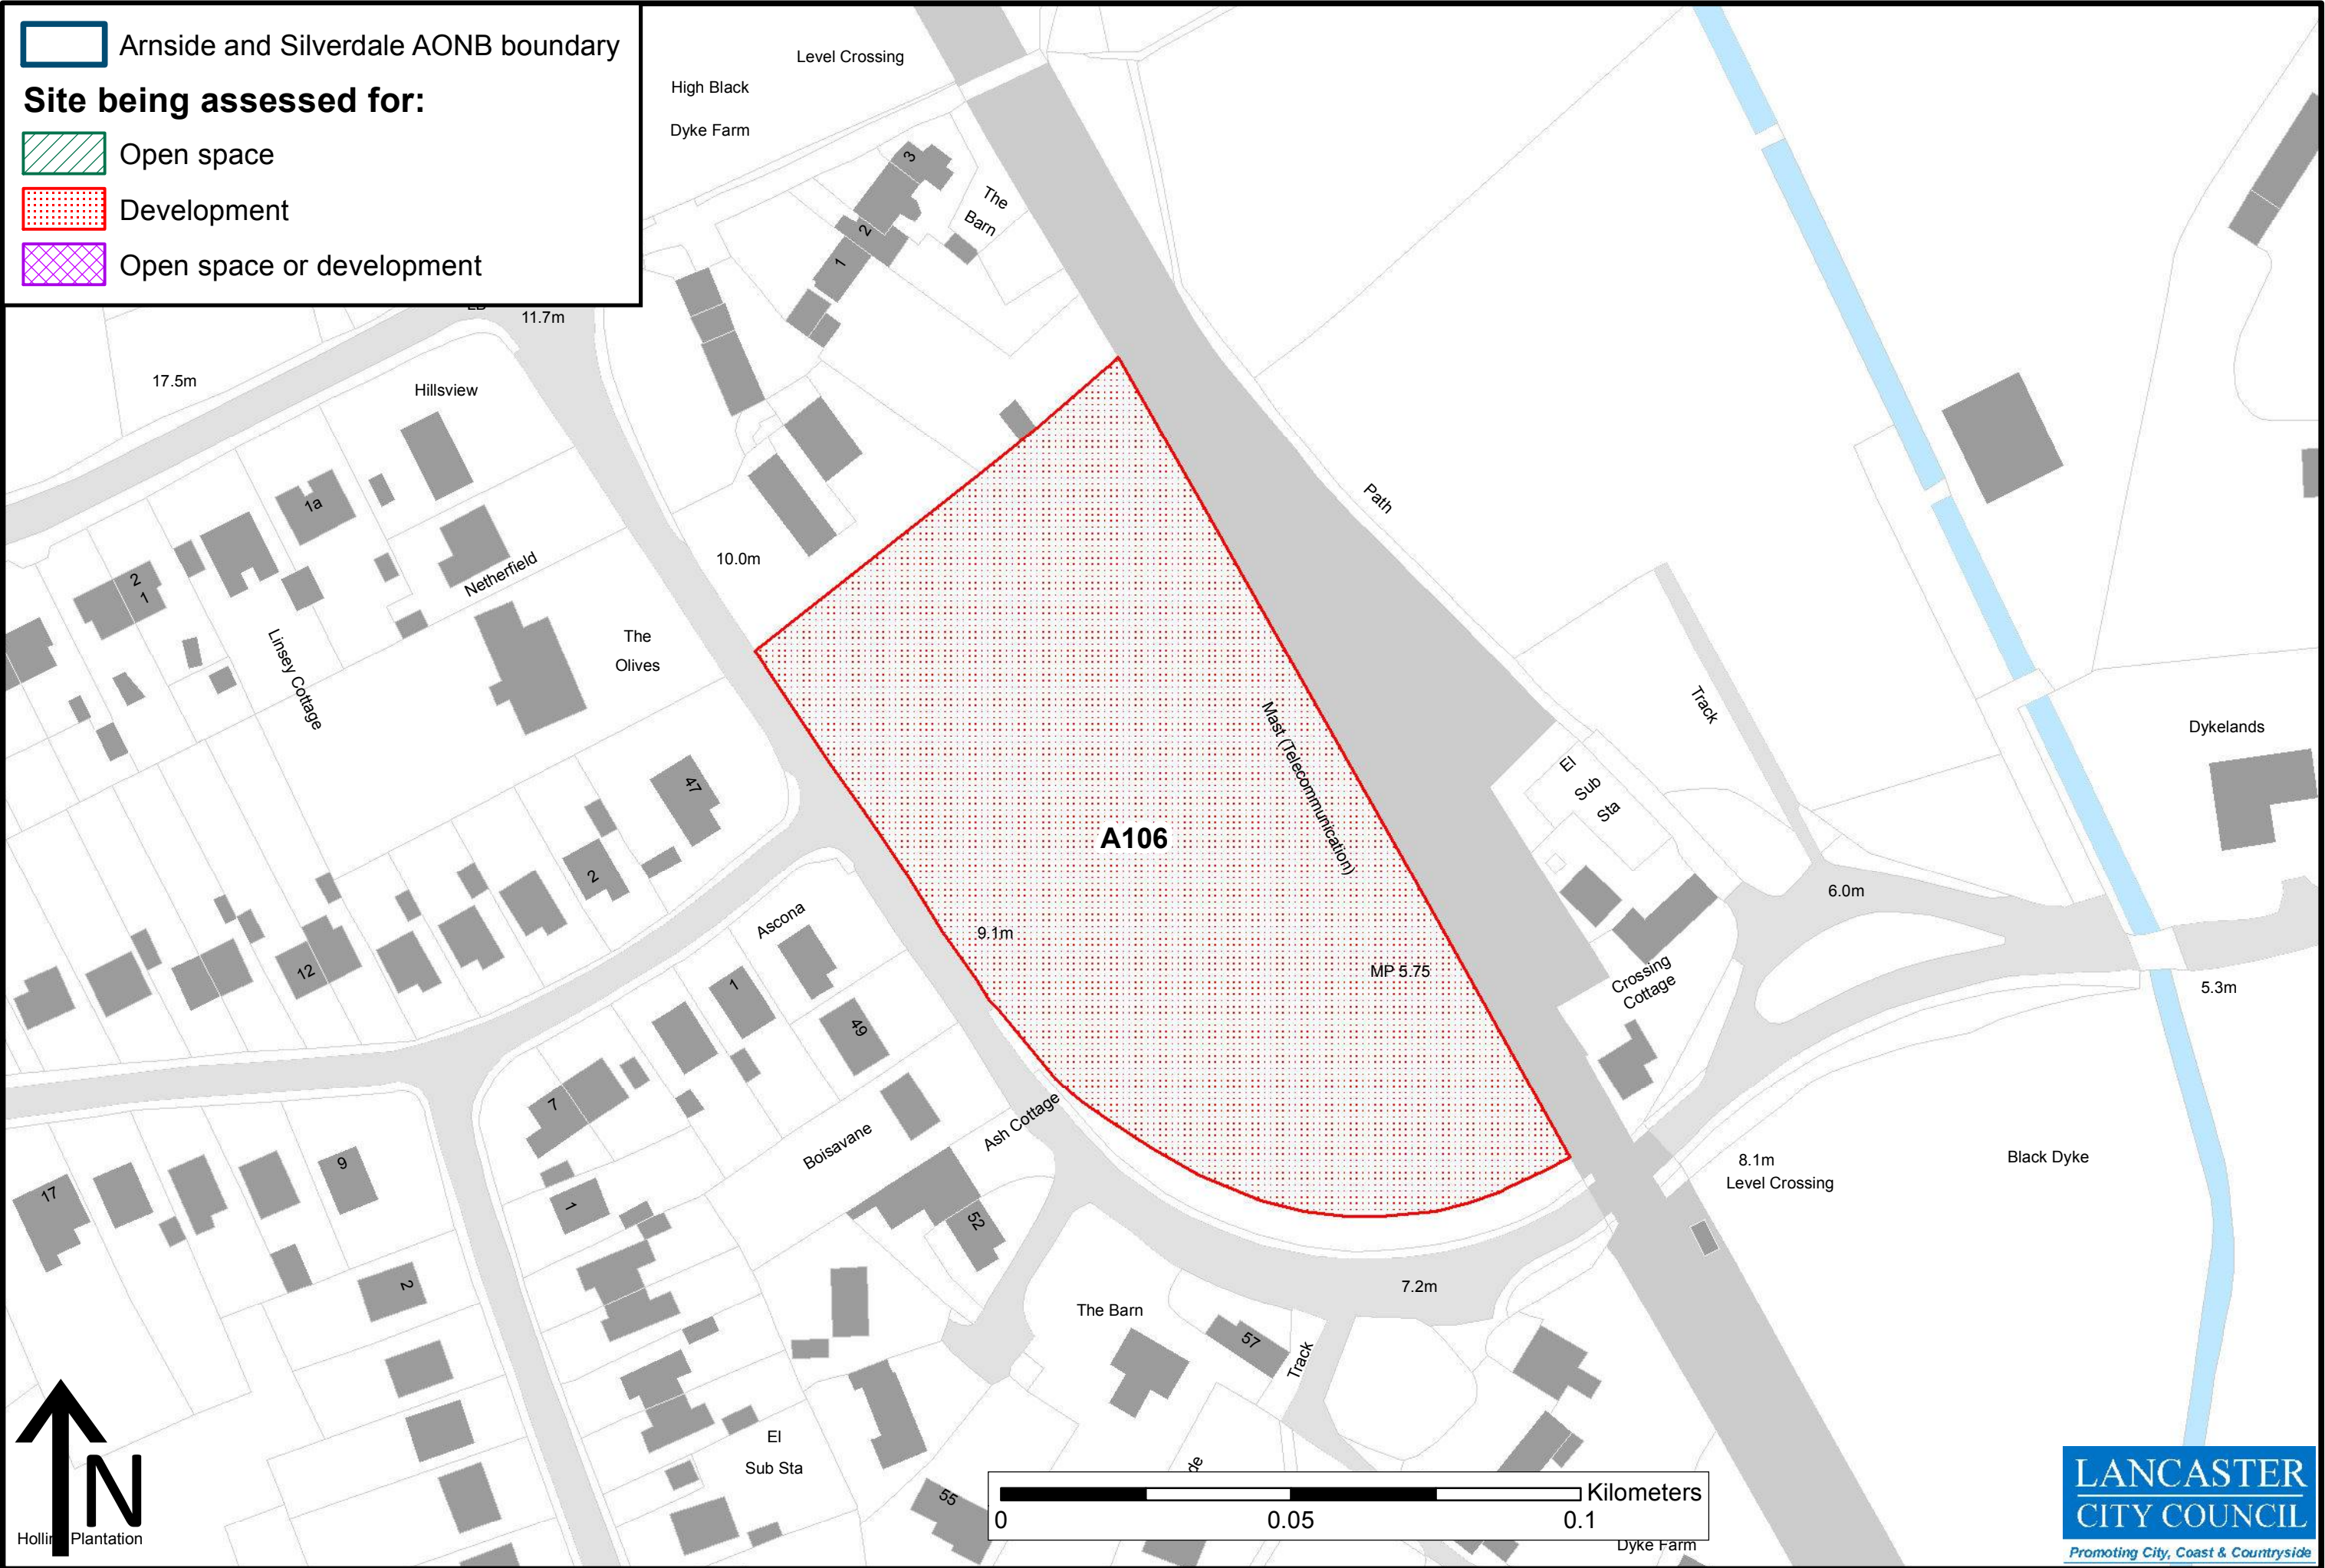 Arnside and Silverdale AONB boundary
Site being assessed for:
Open space
Development
Open space or development
Level Crossing
High Black
Dyke Farm
3
The
Barn
2
1
11.7m
17.5m
Hillsview
1a
Netherfield
2
1
Linsey Cottage
10.0m
The
Olives
Path
Track
Mast (Telecommunication)
El
Sub
Sta
Dykelands
A106
47
2
12
6.0m
Ascona
9.1m
MP 5.75
Crossing
Cottage
5.3m
1
49
7
Ash Cottage
Boisavane
9
17
1
52
8.1m
Level Crossing
Black Dyke
2
7.2m
The Barn
57
Track
El
Sub Sta
55
de
N
Plantation
Kilometers
0
0.05
0.1
Dyke Farm
LANCASTER
CITY COUNCIL
Promoting City, Coast & Countryside